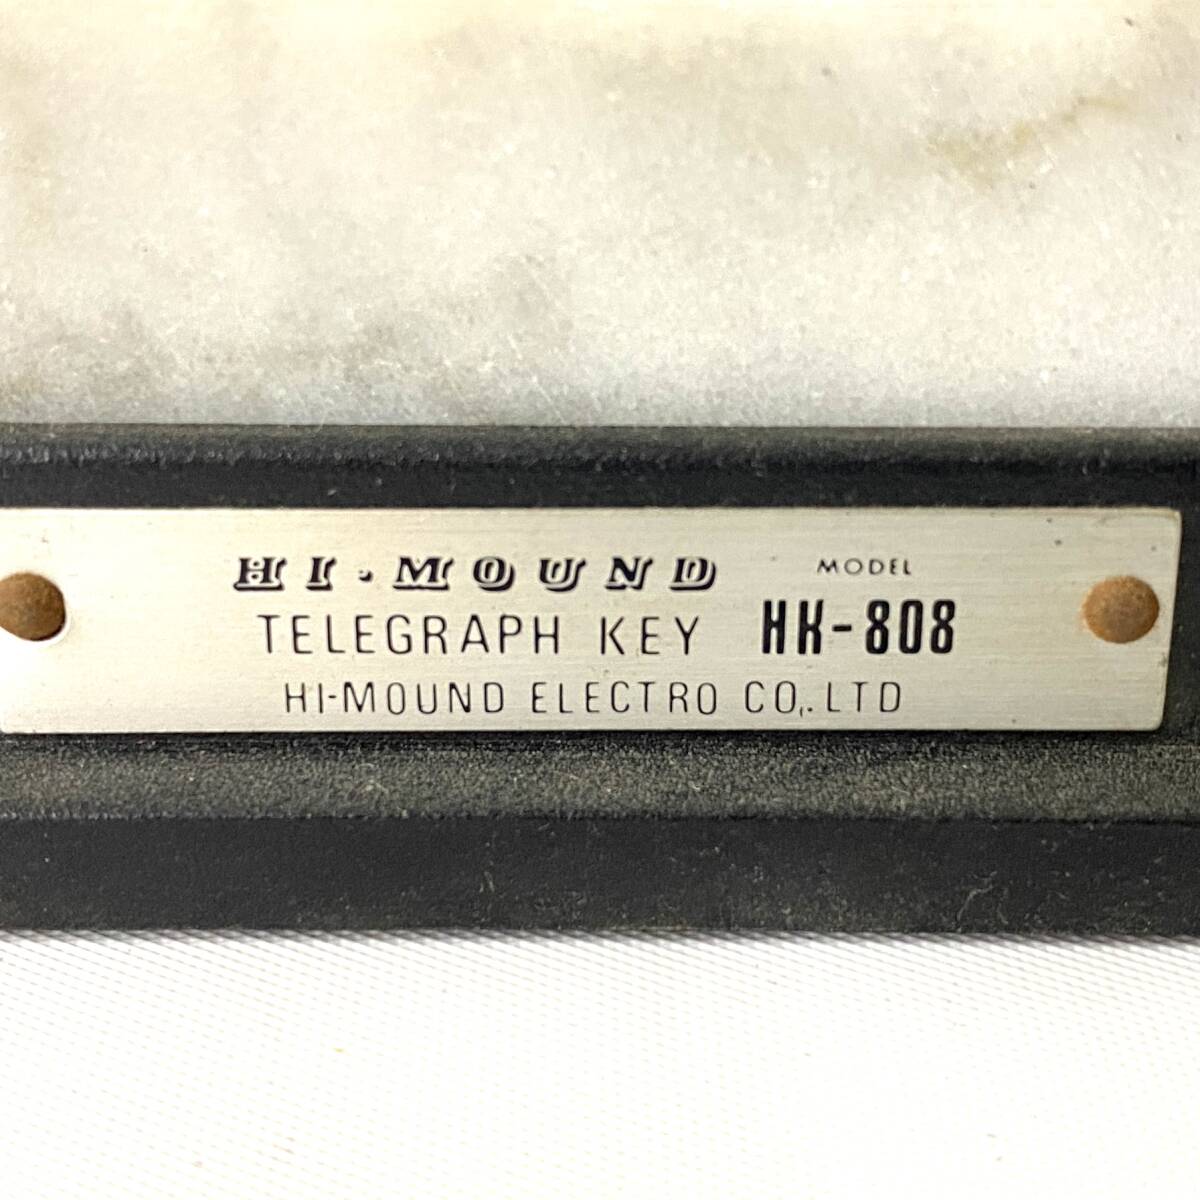 HI-MOUND
MODEL
TELEGRAPH KEY HK-808
HI-MOUND ELECTRO CO,. LTD